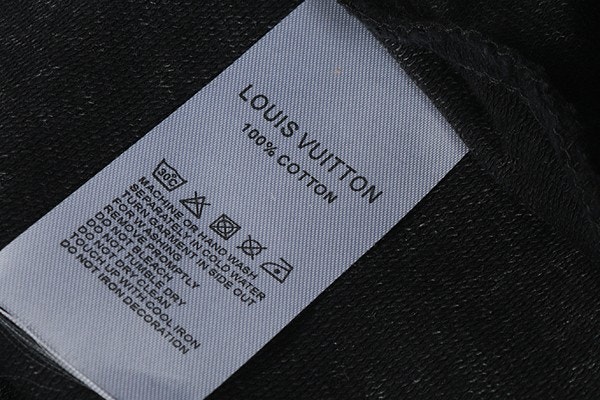 LOUIS VUITTON
100% COTTON
30C
MACHINE OR HAND WASH
SEPARATELY IN COLD WATER
TURN GARMENT IN SIDE OUT
REMOVE PROMPTLY
DO NOT BLEACH
DO NOT TUMBLE DRY
DO NOT DRY CLEAN
TOUCH UP WITH COOL IRON
DO NOT IRON DECORATION